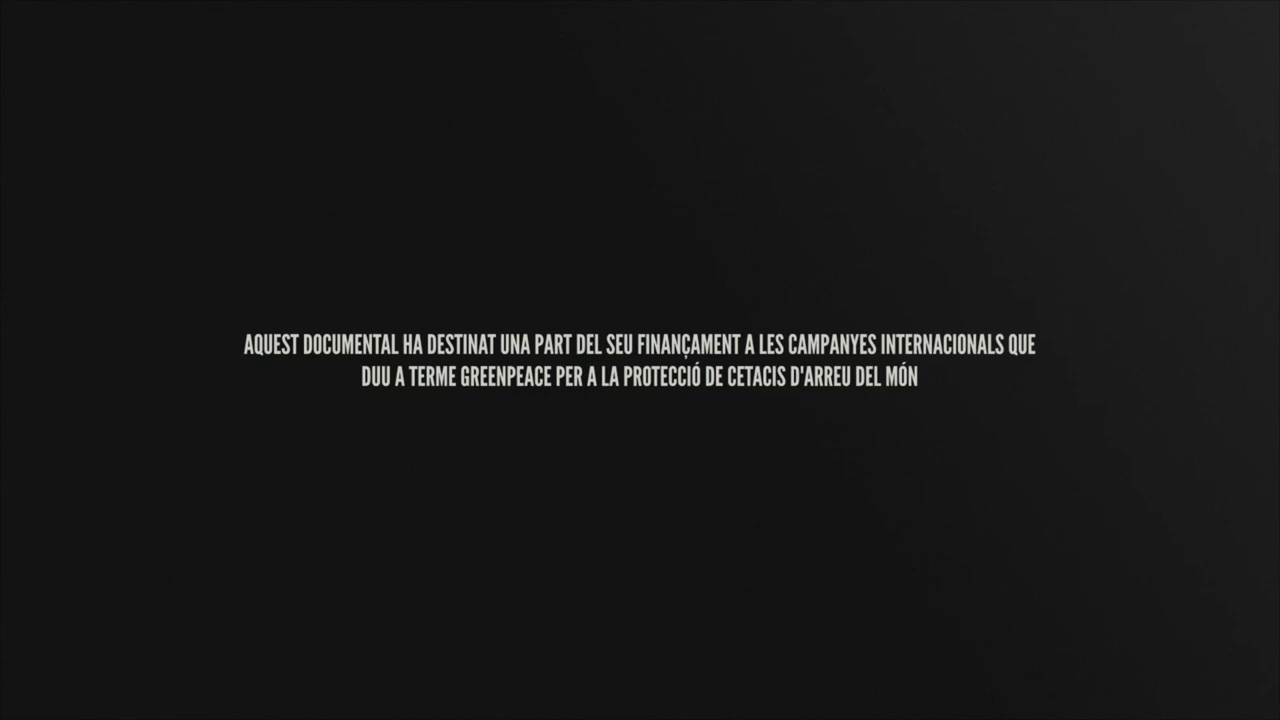 AQUEST DOCUMENTAL HA DESTINAT UNA PART DEL SEU FINANÇAMENT A LES CAMPANYES INTERNACIONALS QUE
DUU A TERME GREENPEACE PER A LA PROTECCIÓ DE CETACIS D'ARREU DEL MÓN